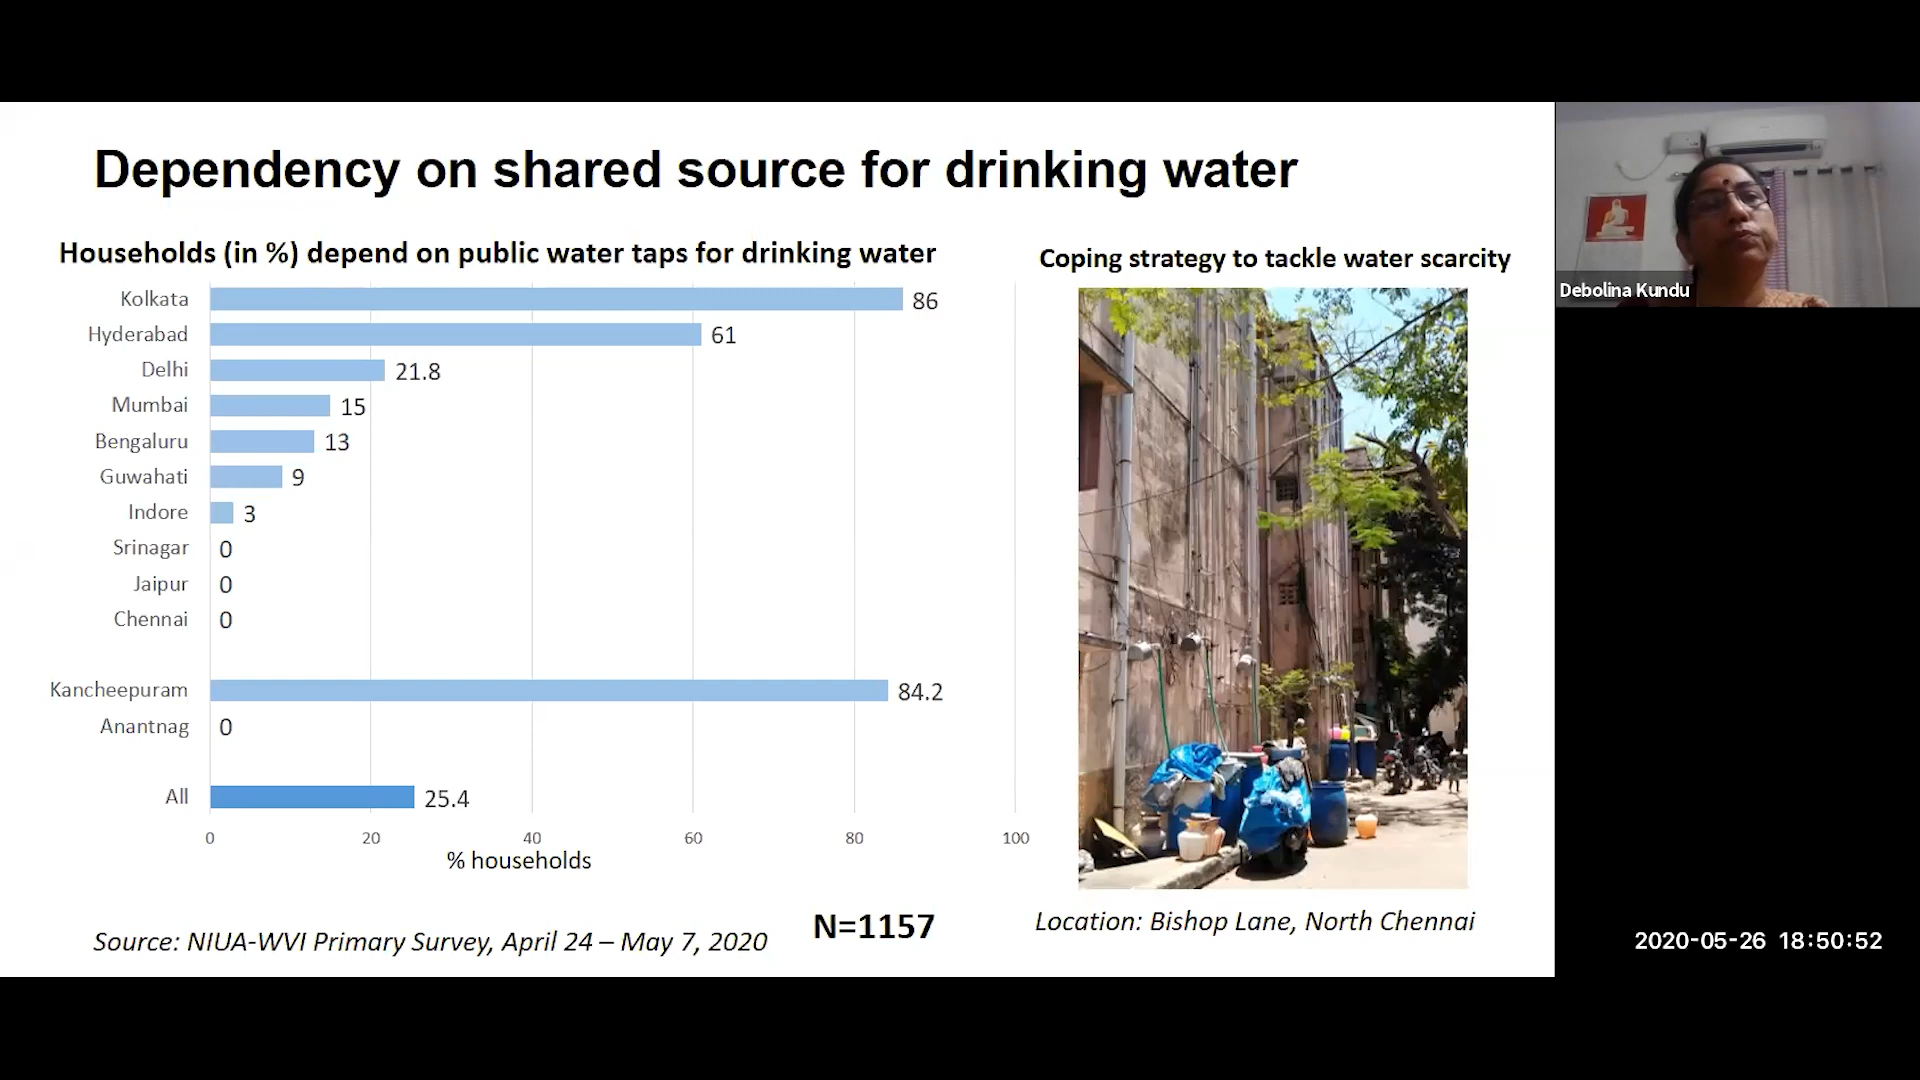 Dependency on shared source for drinking water
Households (in %) depend on public water taps for drinking water
Kolkata 86
Hyderabad 61
Delhi 21.8
Mumbai 15
Bengaluru 13
Guwahati 9
Indore 3
Srinagar 0
Jaipur 0
Chennai 0
Kancheepuram 84.2
Anantnag 0
All 25.4
0 20 40 60 80 100
% households
Source: NIUA-WVI Primary Survey, April 24 – May 7, 2020
N=1157
Coping strategy to tackle water scarcity
Location: Bishop Lane, North Chennai
Debolina Kundu
2020-05-26 18:50:52